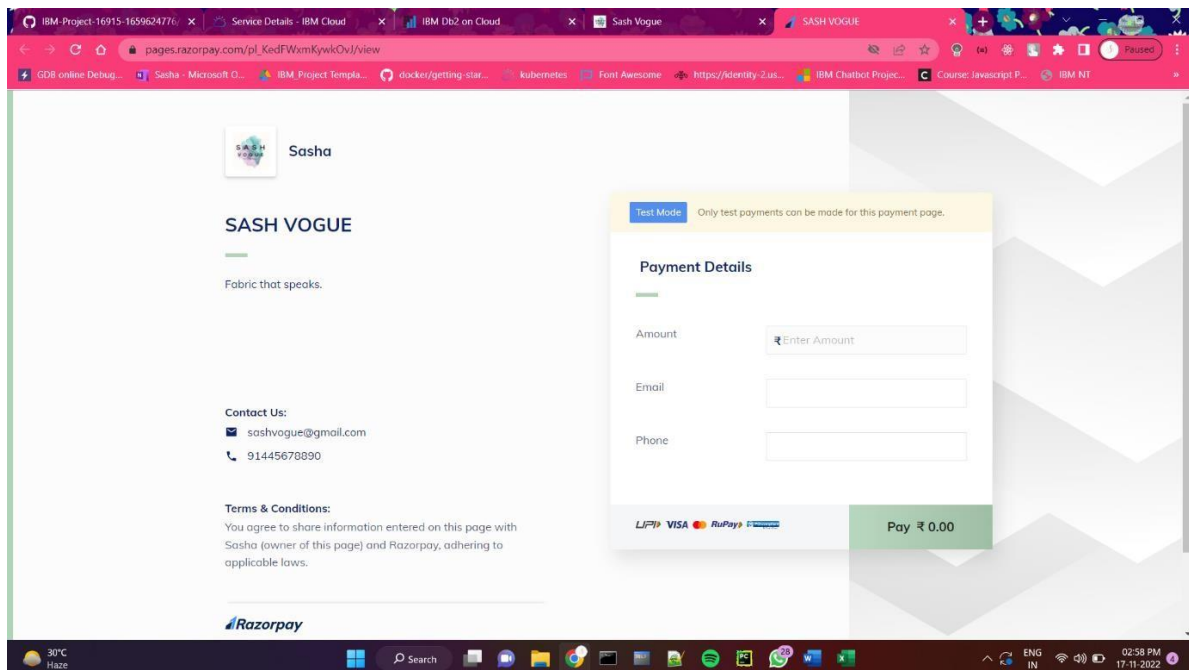 IBM-Project-16915-1659624776/
Service Details - IBM Cloud
IBM Db2 on Cloud
Sash Vogue
SASH VOGUE
pages.razorpay.com/pl_KedFWxmKywkOvJ/view
Paused
GDB online Debug...
Sasha - Microsoft O...
IBM_Project Templa...
docker/getting-star...
kubernetes
Font Awesome
https://identity-2.us...
IBM Chatbot Projec...
Course: Javascript P...
IBM NT
SASH
VOGUE
Sasha
SASH VOGUE
Fabric that speaks.
Contact Us:
sashvogue@gmail.com
91445678890
Terms & Conditions:
You agree to share information entered on this page with
Sasha (owner of this page) and Razorpay, adhering to
applicable laws.
Razorpay
Test Mode Only test payments can be made for this payment page.
Payment Details
Amount
₹ Enter Amount
Email
Phone
UPI VISA RuPay
Pay ₹ 0.00
30°C
Haze
Search
28
ENG
IN
02:58 PM
17-11-2022
4